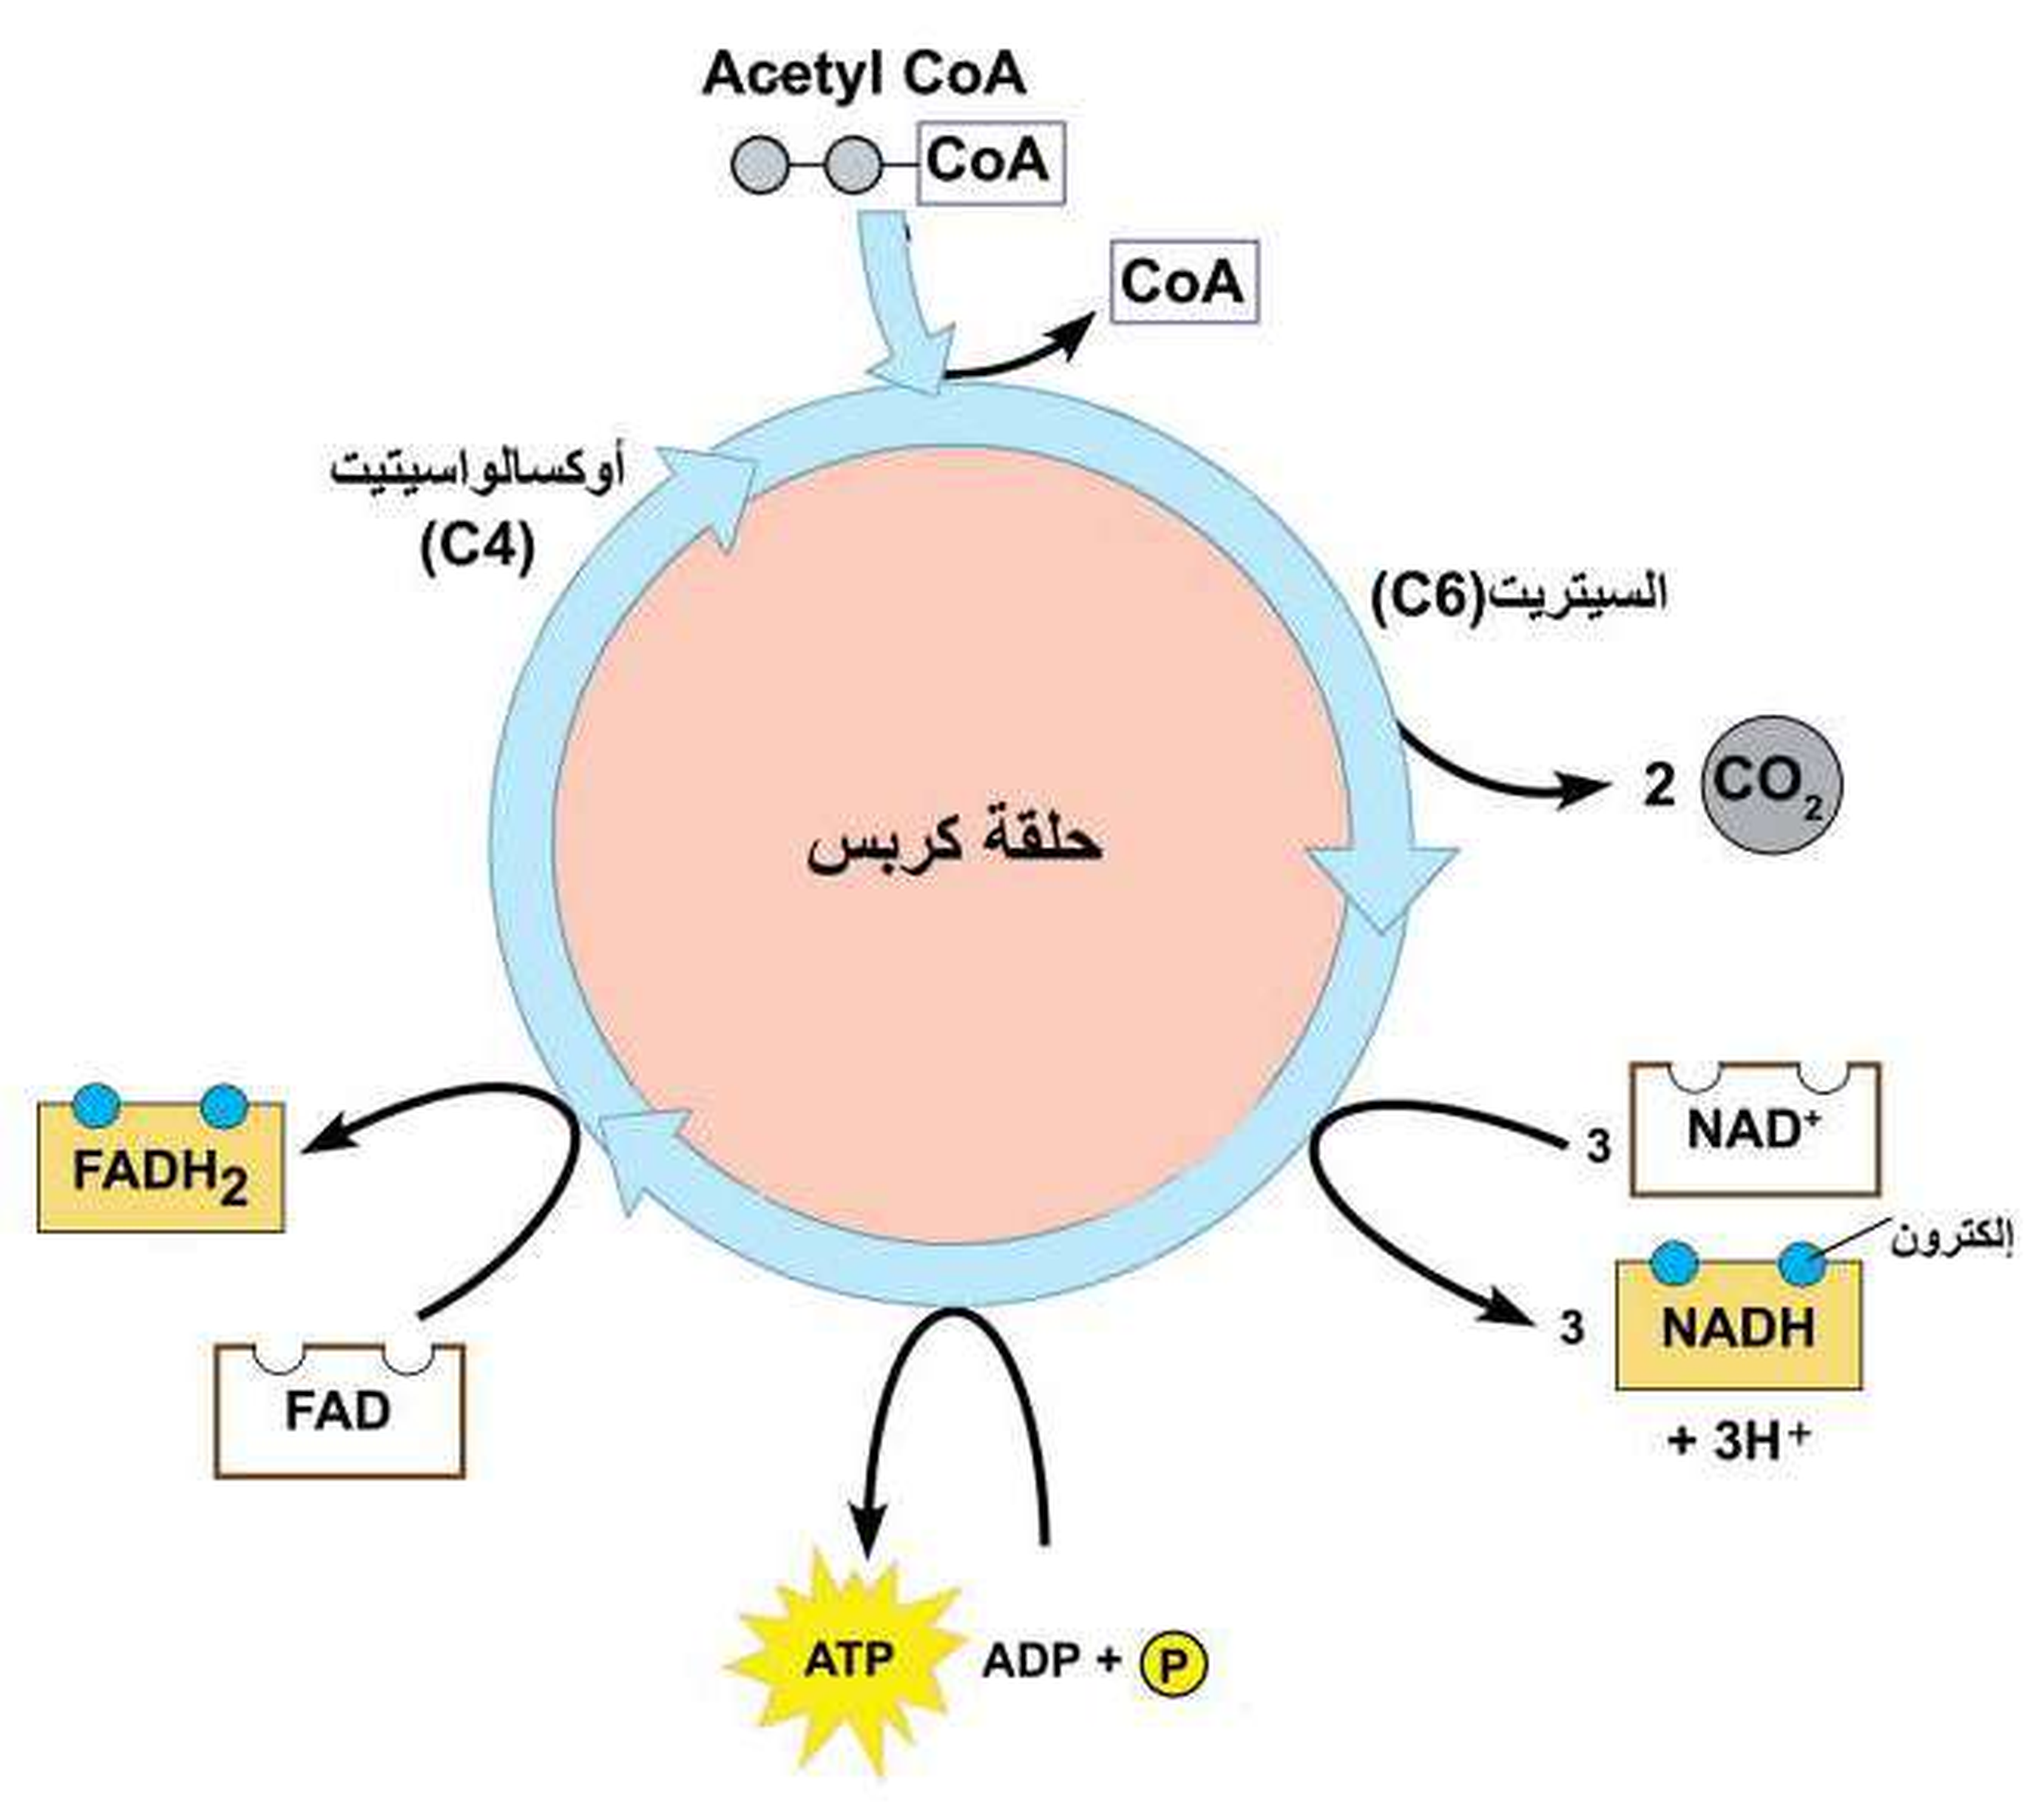 Acetyl CoA
CoA
CoA
أوكسالواسيتيت
(C4)
السيتريت(C6)
2 CO₂
حلقة كربس
3 NAD⁺
إلكترون
3 NADH
+ 3H⁺
FADH₂
FAD
ATP
ADP + P